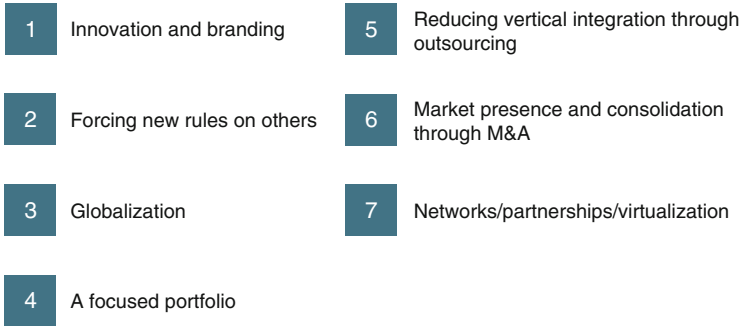 1 Innovation and branding
2 Forcing new rules on others
3 Globalization
4 A focused portfolio
5 Reducing vertical integration through
outsourcing
6 Market presence and consolidation
through M&A
7 Networks/partnerships/virtualization